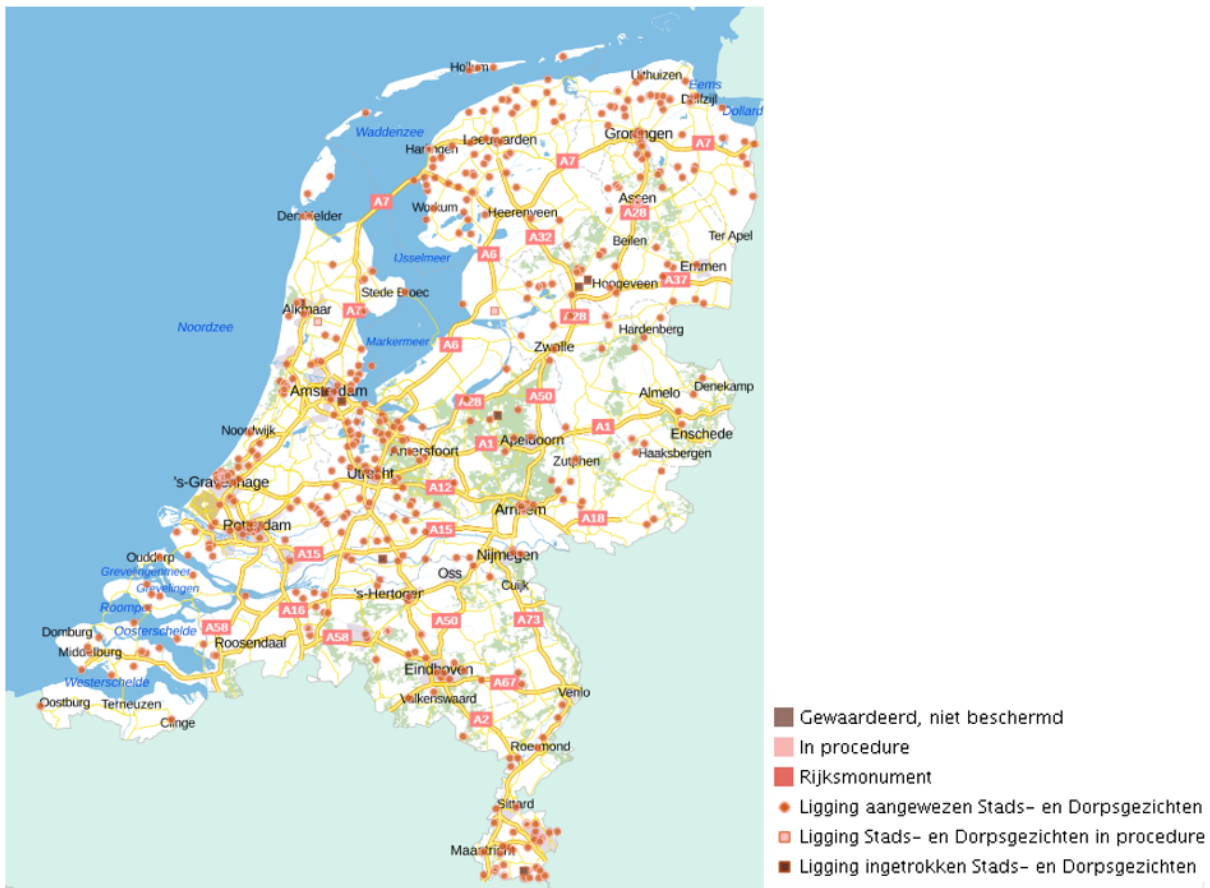 Hollum
Uithuizen
Eems
Delfzijl
Dollard
Waddenzee
Leeuwarden
Groningen
Harlingen
A7
A7
A7
Assen
Workum
Heerenveen
A28
Den Helder
A32
Beilen
Ter Apel
A6
IJsselmeer
Emmen
Hoogeveen
A37
Stede Broec
Alkmaar
A7
A28
Noordzee
Hardenberg
Markermeer
A6
Zwolle
Amsterdam
Almelo
Denekamp
A28
A50
Noordwijk
A1
Enschede
Amersfoort
A1
Apeldoorn
Haaksbergen
Zutphen
Utrecht
's-Gravenhage
A12
Arnhem
A18
Rotterdam
A15
A15
Nijmegen
Ouddorp
Grevelingenmeer
Oss
Cuijk
Grevelingen
's-Hertogen
Roompot
A16
A50
A73
Oosterschelde
A58
A58
Domburg
Roosendaal
Middelburg
Eindhoven
Westerschelde
A67
Venlo
Oostburg
Terneuzen
Valkenswaard
Clinge
A2
Roermond
Sittard
Maastricht
Gewaardeerd, niet beschermd
In procedure
Rijksmonument
Ligging aangewezen Stads- en Dorpsgezichten
Ligging Stads- en Dorpsgezichten in procedure
Ligging ingetrokken Stads- en Dorpsgezichten